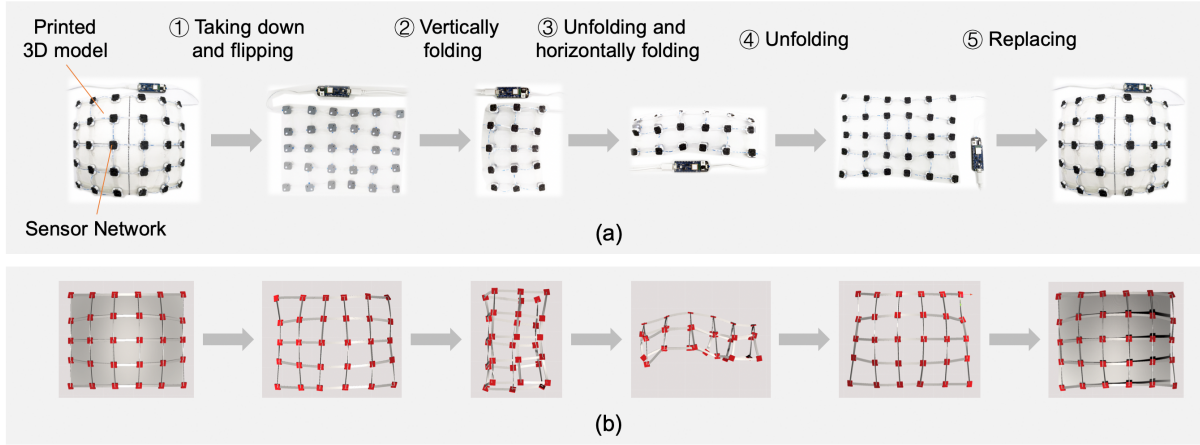 Printed
3D model
① Taking down
and flipping
② Vertically
folding
③ Unfolding and
horizontally folding
④ Unfolding
⑤ Replacing
Sensor Network
(a)
(b)